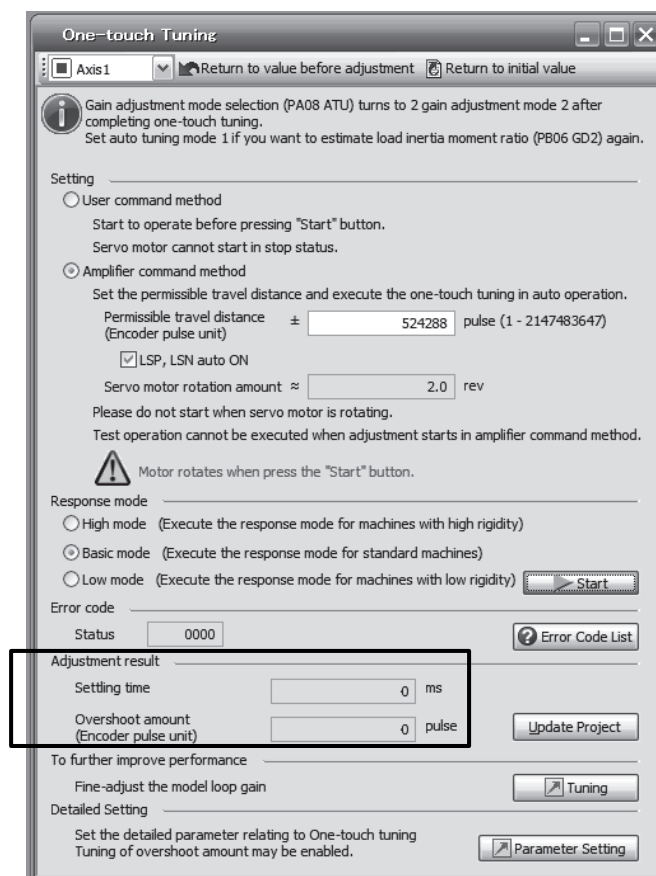 One-touch Tuning
Axis1 Return to value before adjustment Return to initial value
Gain adjustment mode selection (PA08 ATU) turns to 2 gain adjustment mode 2 after
completing one-touch tuning.
Set auto tuning mode 1 if you want to estimate load inertia moment ratio (PB06 GD2) again.
Setting
User command method
Start to operate before pressing "Start" button.
Servo motor cannot start in stop status.
Amplifier command method
Set the permissible travel distance and execute the one-touch tuning in auto operation.
Permissible travel distance
(Encoder pulse unit) ± 524288 pulse (1 - 2147483647)
LSP, LSN auto ON
Servo motor rotation amount ≈ 2.0 rev
Please do not start when servo motor is rotating.
Test operation cannot be executed when adjustment starts in amplifier command method.
Motor rotates when press the "Start" button.
Response mode
High mode (Execute the response mode for machines with high rigidity)
Basic mode (Execute the response mode for standard machines)
Low mode (Execute the response mode for machines with low rigidity) Start
Error code
Status 0000 Error Code List
Adjustment result
Settling time 0 ms
Overshoot amount
(Encoder pulse unit) 0 pulse Update Project
To further improve performance
Fine-adjust the model loop gain Tuning
Detailed Setting
Set the detailed parameter relating to One-touch tuning
Tuning of overshoot amount may be enabled. Parameter Setting